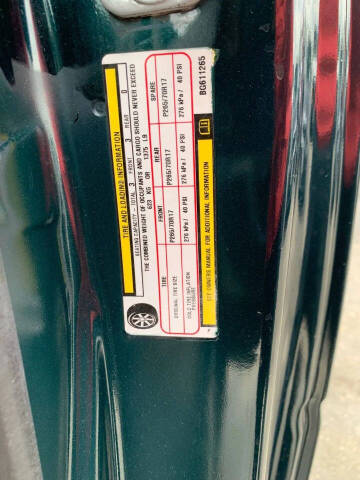 TIRE AND LOADING INFORMATION
SEATING CAPACITY - TOTAL 3 FRONT 3 REAR 0
THE COMBINED WEIGHT OF OCCUPANTS AND CARGO SHOULD NEVER EXCEED
623 KG OR 1375 LB
TIRE FRONT REAR SPARE
ORIGINAL TIRE SIZE P265/70R17 P265/70R17 P265/70R17
COLD TIRE INFLATION PRESSURE 276 kPa / 40 PSI 276 kPa / 40 PSI 276 kPa / 40 PSI
SEE OWNERS MANUAL FOR ADDITIONAL INFORMATION
BG611265